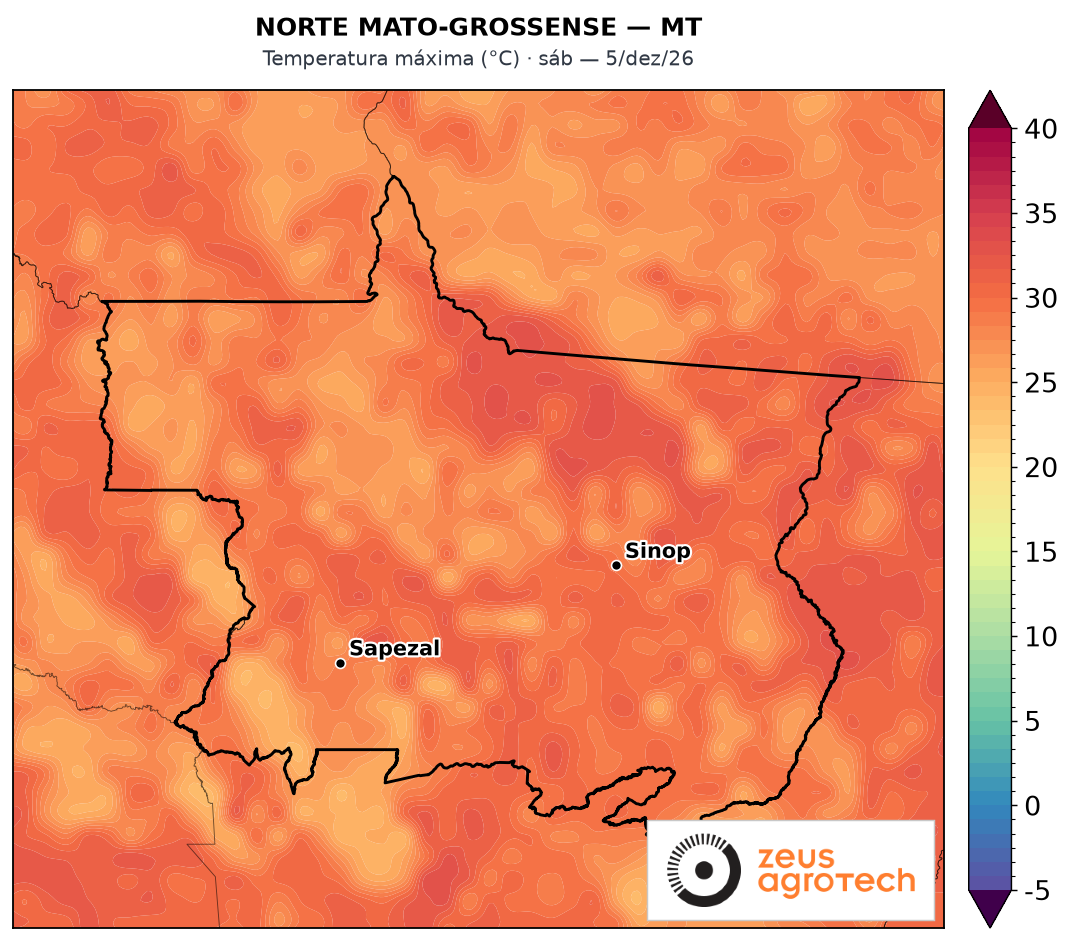 NORTE MATO-GROSSENSE — MT
Temperatura máxima (°C) · sáb — 5/dez/26
40
35
30
25
20
15
10
5
0
-5
Sinop
Sapezal
zeus
agrotech